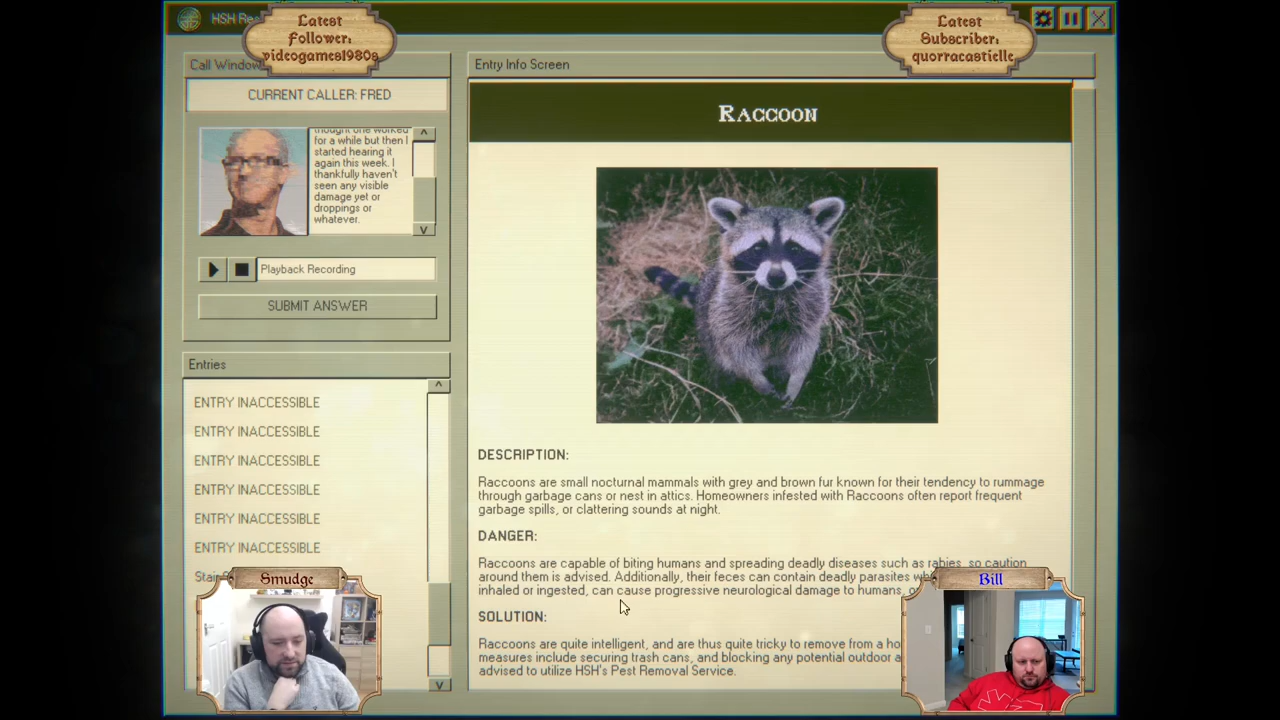 HSH
Latest
Follower:
videogames1980s
Latest
Subscriber:
quorracastielle
Call Window
Entry Info Screen
CURRENT CALLER: FRED
thought one worked
for a while but then I
started hearing it
again this week. I
thankfully haven't
seen any visible
damage yet or
droppings or
whatever.
Playback Recording
SUBMIT ANSWER
Entries
ENTRY INACCESSIBLE
ENTRY INACCESSIBLE
ENTRY INACCESSIBLE
ENTRY INACCESSIBLE
ENTRY INACCESSIBLE
ENTRY INACCESSIBLE
Smudge
RACCOON
DESCRIPTION:
Raccoons are small nocturnal mammals with grey and brown fur known for their tendency to rummage
through garbage cans or nest in attics. Homeowners infested with Raccoons often report frequent
garbage spills, or clattering sounds at night.
DANGER:
Raccoons are capable of biting humans and spreading deadly diseases such as rabies, so caution
around them is advised. Additionally, their feces can contain deadly parasites
inhaled or ingested, can cause progressive neurological damage to humans,
SOLUTION:
Raccoons are quite intelligent, and are thus quite tricky to remove from a
measures include securing trash cans, and blocking any potential outdoor
advised to utilize HSH's Pest Removal Service.
Bill